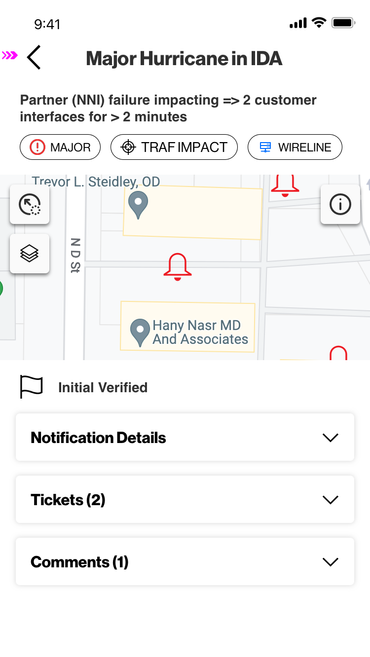 9:41
Major Hurricane in IDA
Partner (NNI) failure impacting => 2 customer
interfaces for > 2 minutes
MAJOR
TRAF IMPACT
WIRELINE
Trevor L. Steidley, OD
N D St
Hany Nasr MD
And Associates
Initial Verified
Notification Details
Tickets (2)
Comments (1)